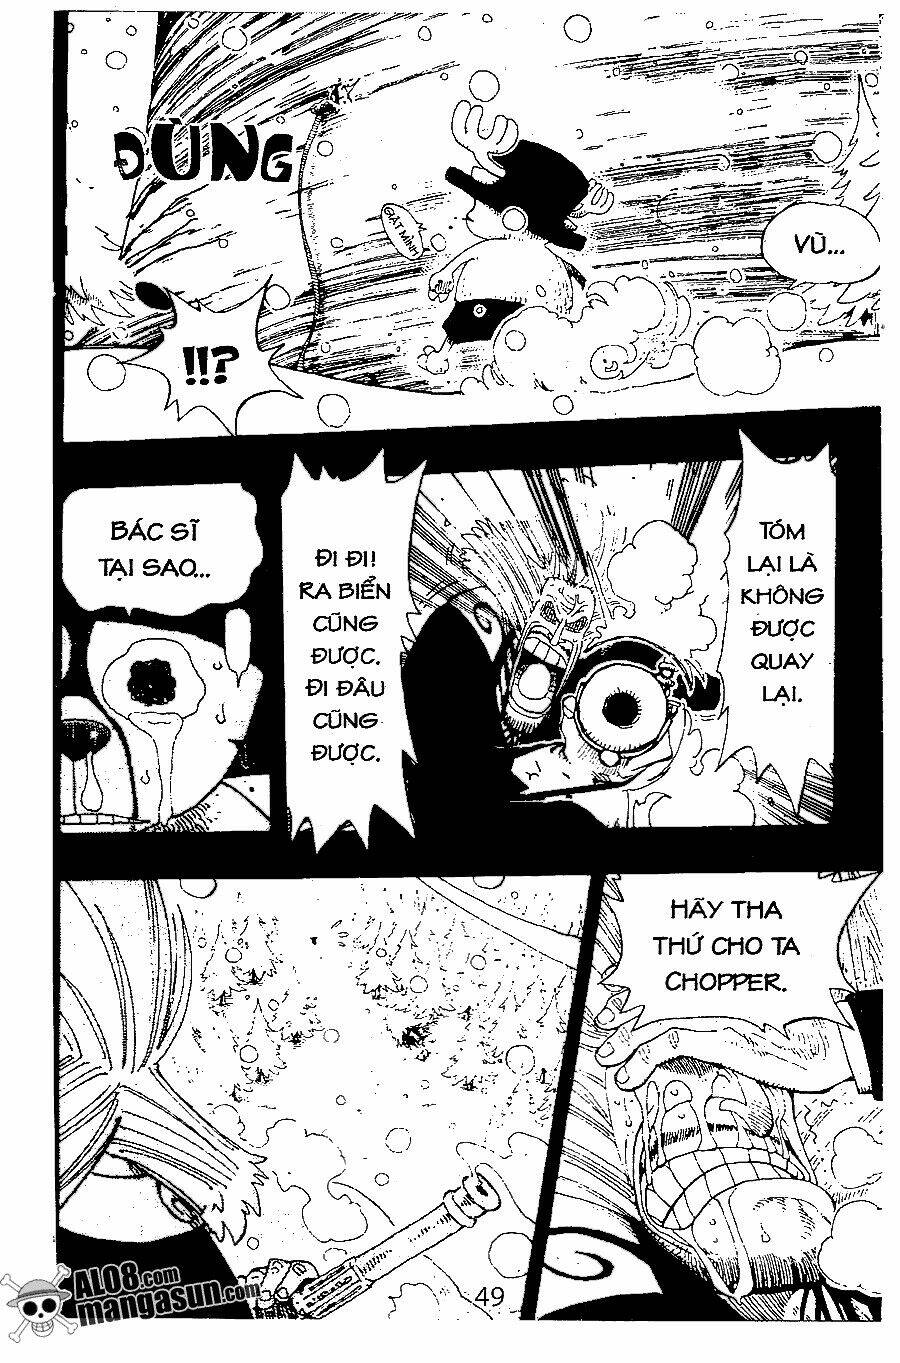 ĐÙNG
GIẬT MÌNH
VŨ...
!!?
BÁC SĨ
TẠI SAO...
ĐI ĐI!
RA BIỂN
CŨNG
ĐƯỢC.
ĐI ĐÂU
CŨNG
ĐƯỢC.
TÓM
LẠI LÀ
KHÔNG
ĐƯỢC
QUAY
LẠI.
HÃY THA
THỨ CHO TA
CHOPPER.
49
ALO8.com
mangasun.com